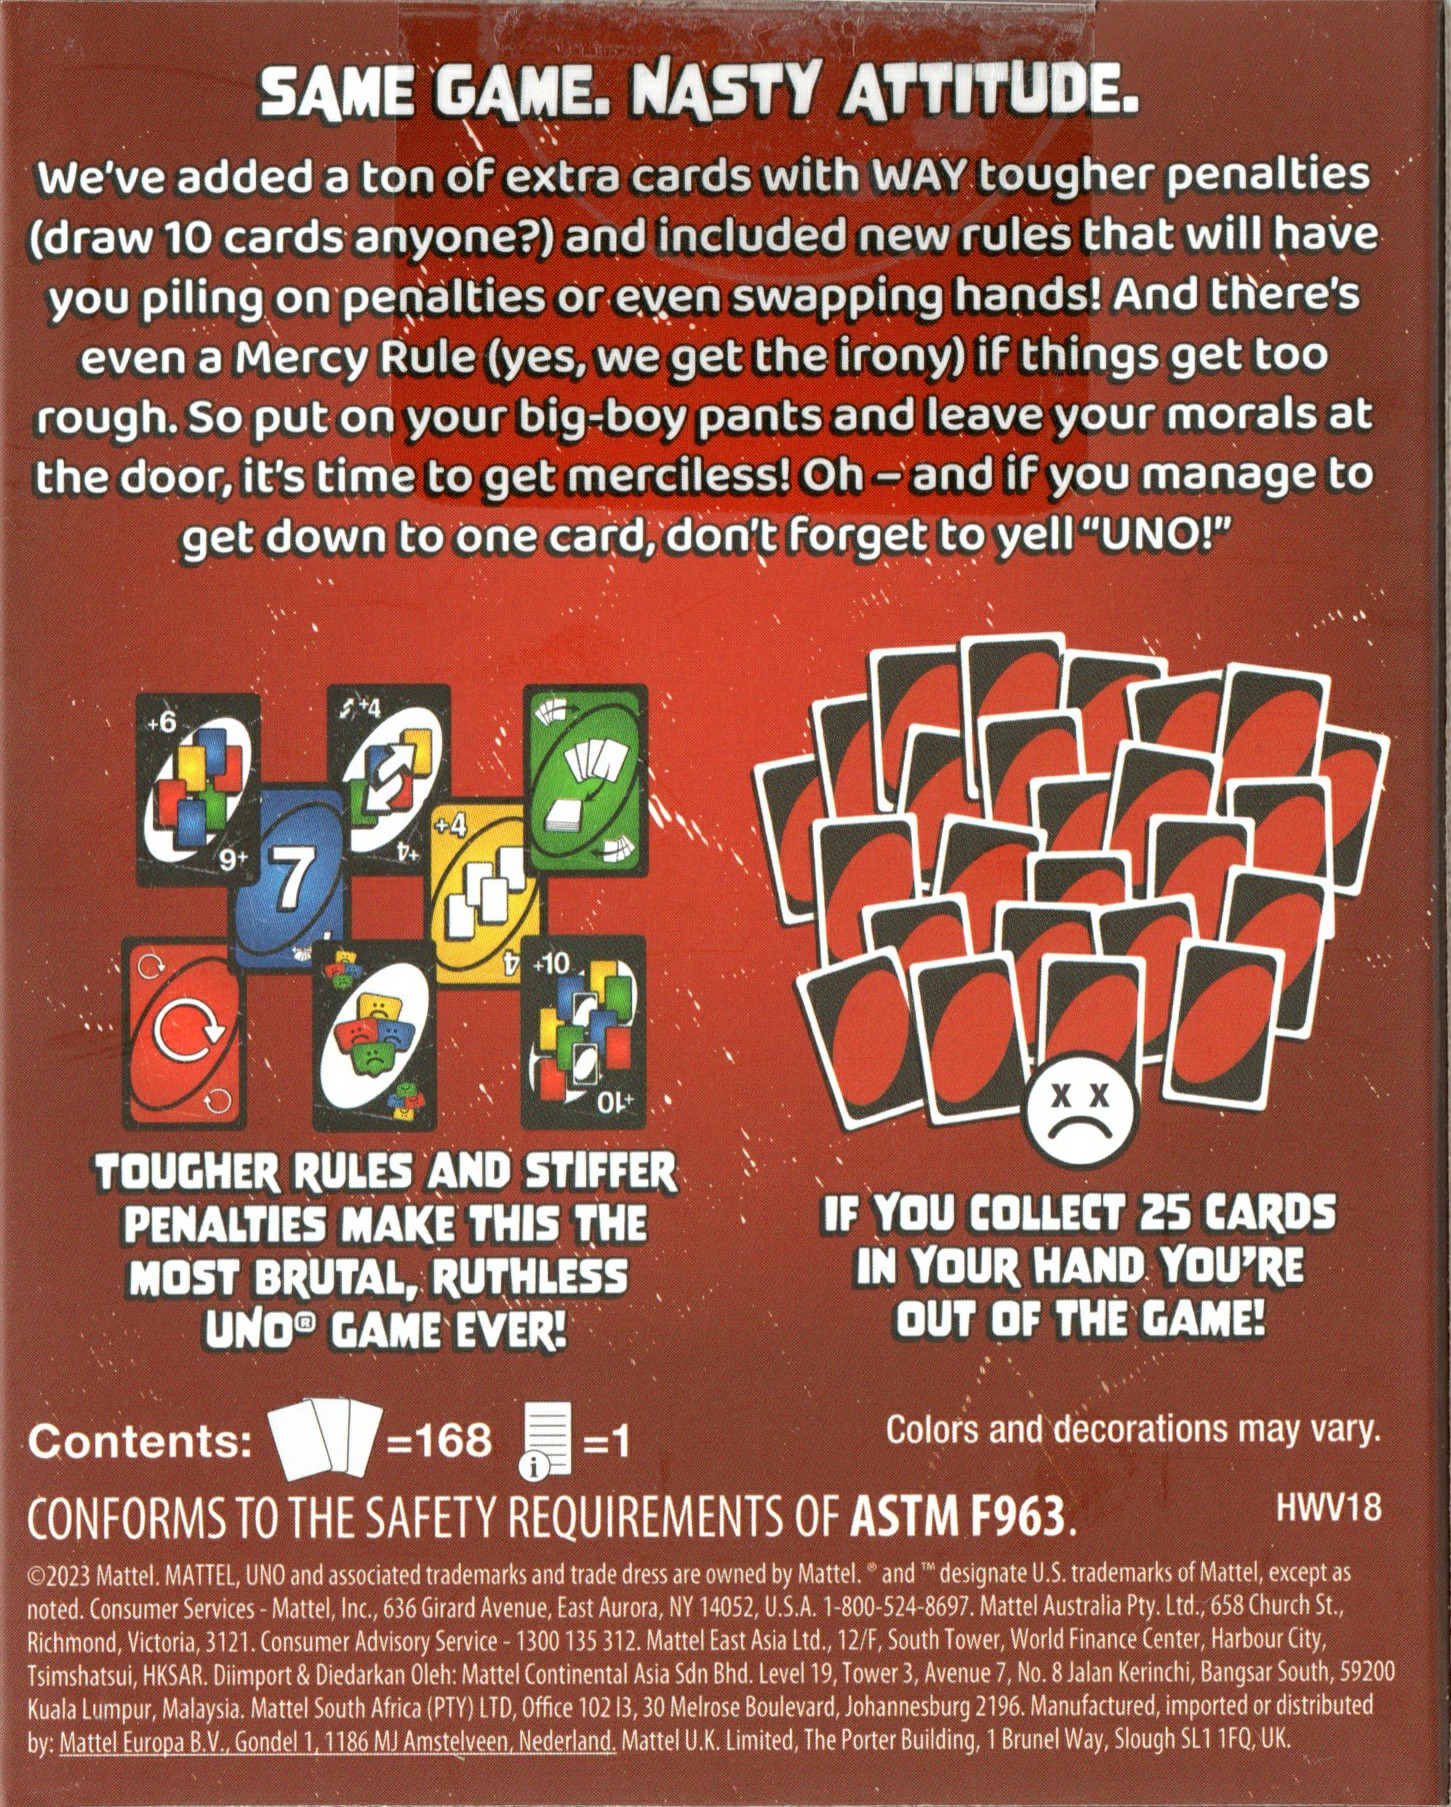 SAME GAME. NASTY ATTITUDE.
We've added a ton of extra cards with WAY tougher penalties
(draw 10 cards anyone?) and included new rules that will have
you piling on penalties or even swapping hands! And there's
even a Mercy Rule (yes, we get the irony) if things get too
rough. So put on your big-boy pants and leave your morals at
the door, it's time to get merciless! Oh – and if you manage to
get down to one card, don't forget to yell "UNO!"
+6
+4
+6
7
+4
+4
7
+4
+10
+10
x x
TOUGHER RULES AND STIFFER
PENALTIES MAKE THIS THE
MOST BRUTAL, RUTHLESS
UNO® GAME EVER!
IF YOU COLLECT 25 CARDS
IN YOUR HAND YOU'RE
OUT OF THE GAME!
Contents: =168 i =1
Colors and decorations may vary.
CONFORMS TO THE SAFETY REQUIREMENTS OF ASTM F963.
HWV18
©2023 Mattel. MATTEL, UNO and associated trademarks and trade dress are owned by Mattel. ® and ™ designate U.S. trademarks of Mattel, except as
noted. Consumer Services - Mattel, Inc., 636 Girard Avenue, East Aurora, NY 14052, U.S.A. 1-800-524-8697. Mattel Australia Pty. Ltd., 658 Church St.,
Richmond, Victoria, 3121. Consumer Advisory Service - 1300 135 312. Mattel East Asia Ltd., 12/F, South Tower, World Finance Center, Harbour City,
Tsimshatsui, HKSAR. Diimport & Diedarkan Oleh: Mattel Continental Asia Sdn Bhd. Level 19, Tower 3, Avenue 7, No. 8 Jalan Kerinchi, Bangsar South, 59200
Kuala Lumpur, Malaysia. Mattel South Africa (PTY) LTD, Office 102 I3, 30 Melrose Boulevard, Johannesburg 2196. Manufactured, imported or distributed
by: Mattel Europa B.V., Gondel 1, 1186 MJ Amstelveen, Nederland. Mattel U.K. Limited, The Porter Building, 1 Brunel Way, Slough SL1 1FQ, UK.